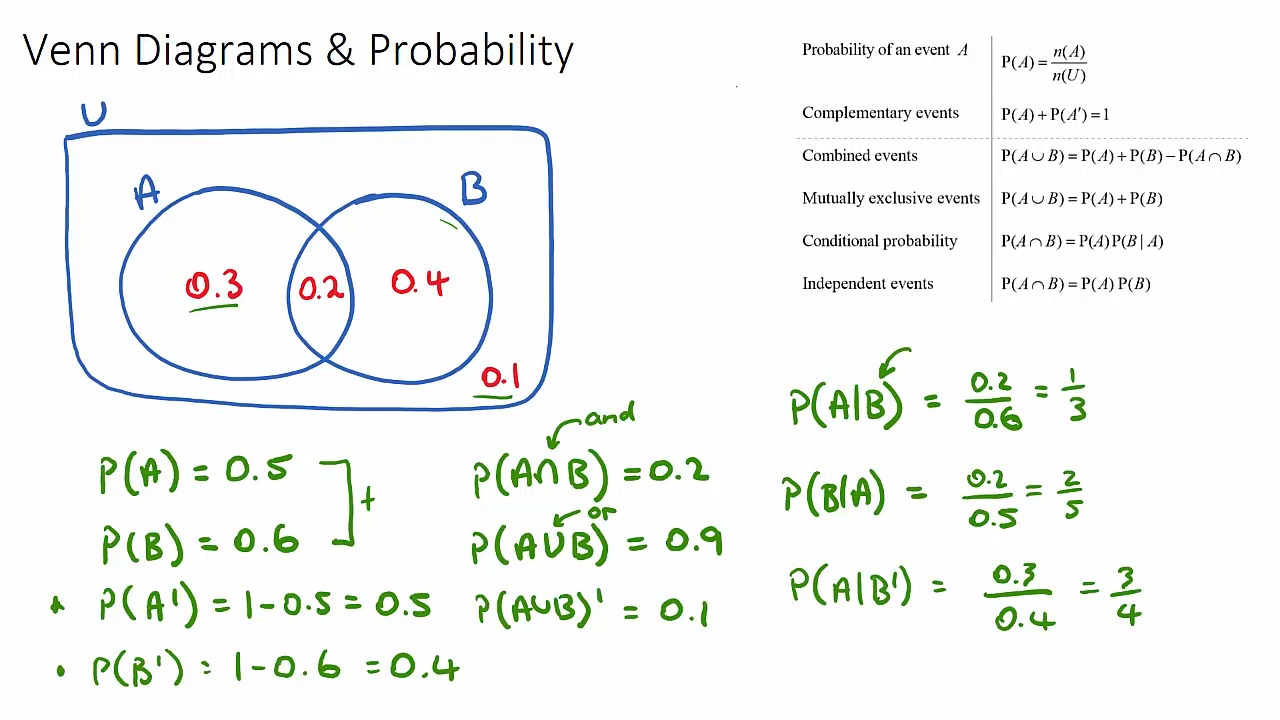 Venn Diagrams & Probability
U
A
B
0.3
0.2
0.4
0.1
Probability of an event A P(A) = n(A)/n(U)
Complementary events P(A) + P(A′) = 1
Combined events P(A ∪ B) = P(A) + P(B) − P(A ∩ B)
Mutually exclusive events P(A ∪ B) = P(A) + P(B)
Conditional probability P(A ∩ B) = P(A) P(B | A)
Independent events P(A ∩ B) = P(A) P(B)
P(A) = 0.5
P(B) = 0.6
+
* P(A') = 1 - 0.5 = 0.5
• P(B') = 1 - 0.6 = 0.4
and
P(A∩B) = 0.2
or
P(A∪B) = 0.9
P(A∪B)' = 0.1
P(A|B) = 0.2/0.6 = 1/3
P(B|A) = 0.2/0.5 = 2/5
P(A|B') = 0.3/0.4 = 3/4